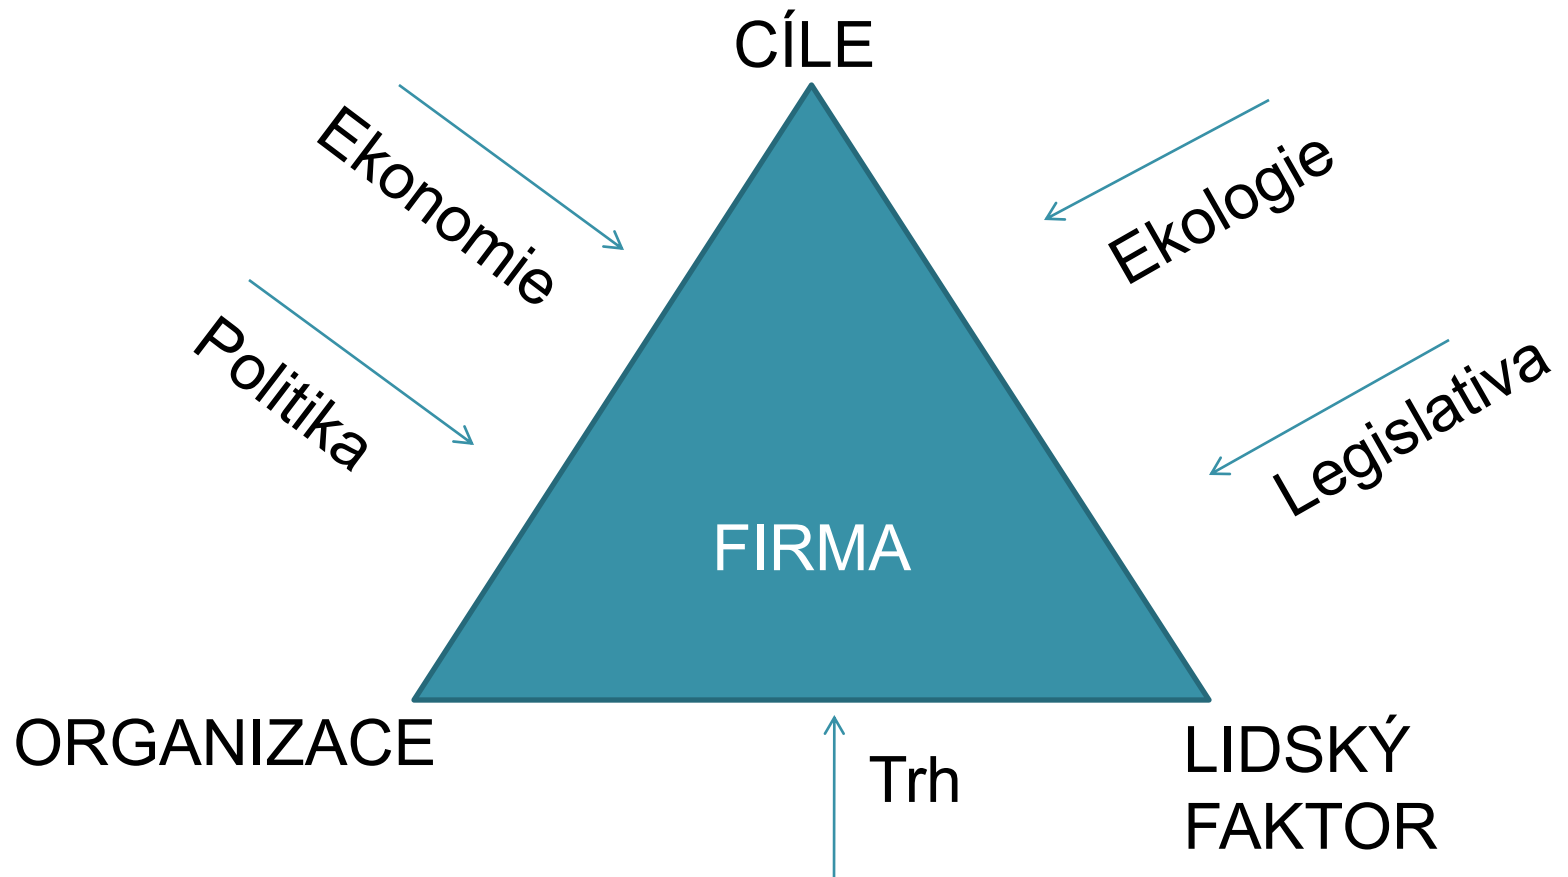 CÍLE
Ekonomie
Ekologie
Politika
Legislativa
FIRMA
ORGANIZACE
Trh
LIDSKÝ
FAKTOR